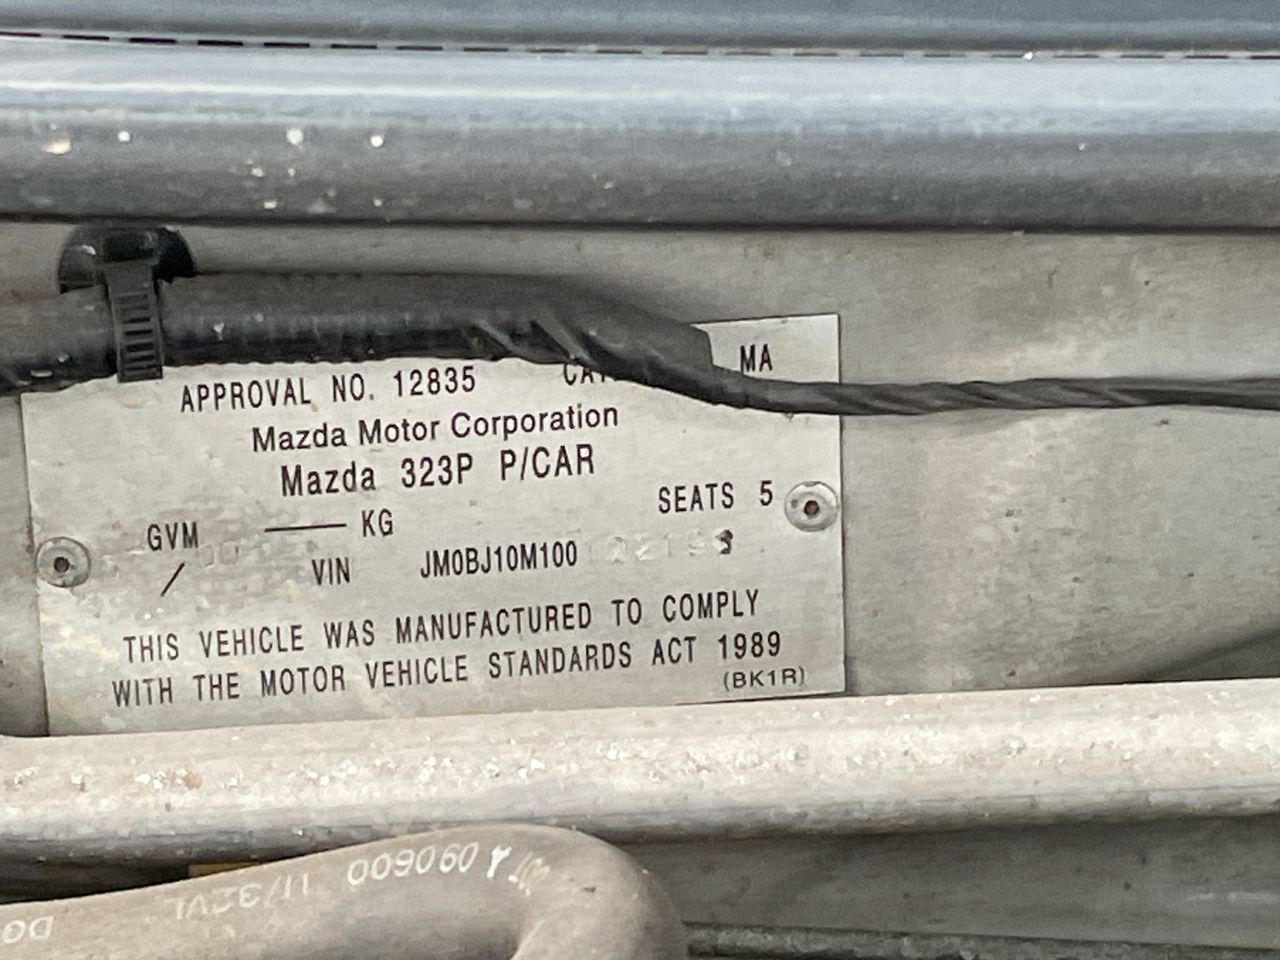 APPROVAL NO. 12835 MA
Mazda Motor Corporation
Mazda 323P P/CAR
SEATS 5
GVM ——— KG
/ VIN JM0BJ10M100
THIS VEHICLE WAS MANUFACTURED TO COMPLY
WITH THE MOTOR VEHICLE STANDARDS ACT 1989
(BK1R)
009060